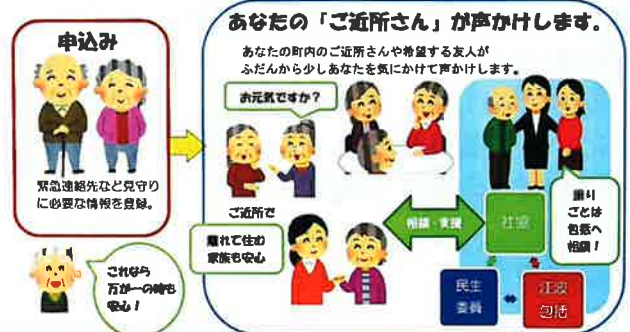 申込み
緊急連絡先など見守り
に必要な情報を登録。
これなら
万が一の時も
安心！
あなたの「ご近所さん」が声かけします。
あなたの町内のご近所さんや希望する友人が
ふだんから少しあなたを気にかけて声かけします。
お元気ですか？
ご近所で
離れて住む
家族も安心
相談・支援
社協
困り
ごとは
包括へ
相談！
民生
委員
江波
包括